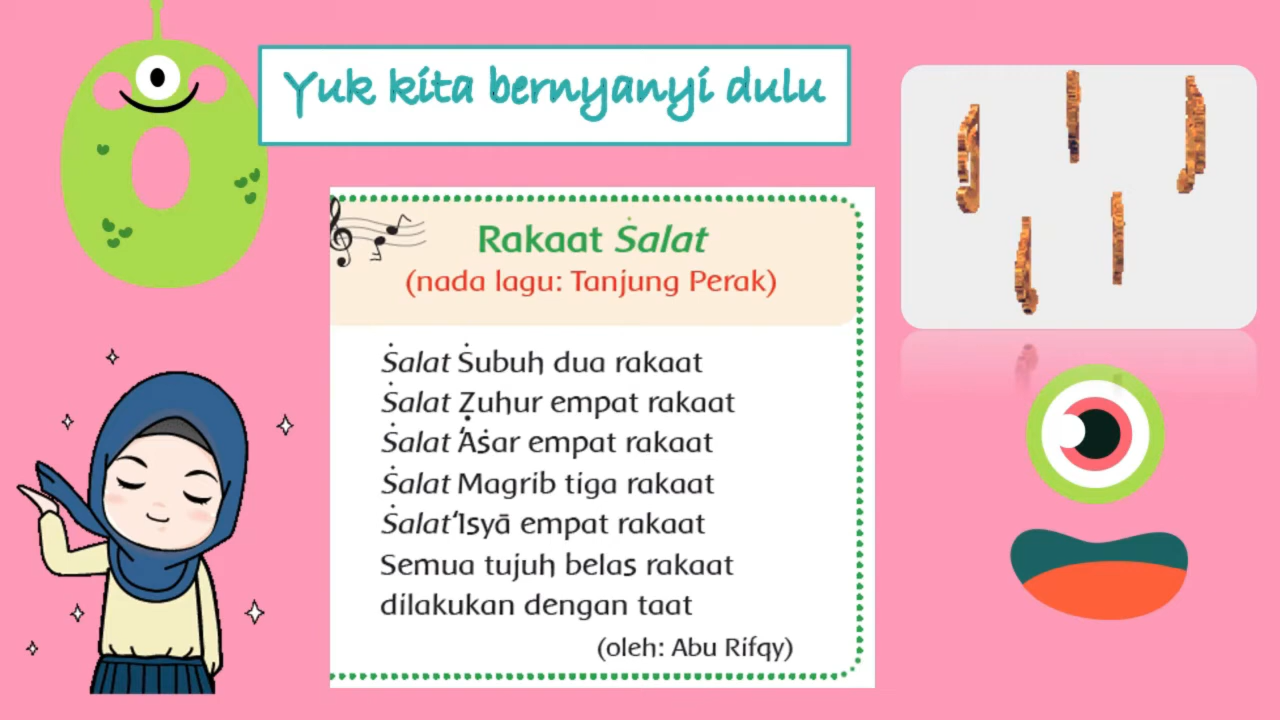 Yuk kita bernyanyi dulu
Rakaat Ṡalat
(nada lagu: Tanjung Perak)
Ṡalat Ṡubuh dua rakaat
Ṡalat Ẓuhur empat rakaat
Ṡalat ‘Aṡar empat rakaat
Ṡalat Magrib tiga rakaat
Ṡalat ‘Isyā empat rakaat
Semua tujuh belas rakaat
dilakukan dengan taat
(oleh: Abu Rifqy)